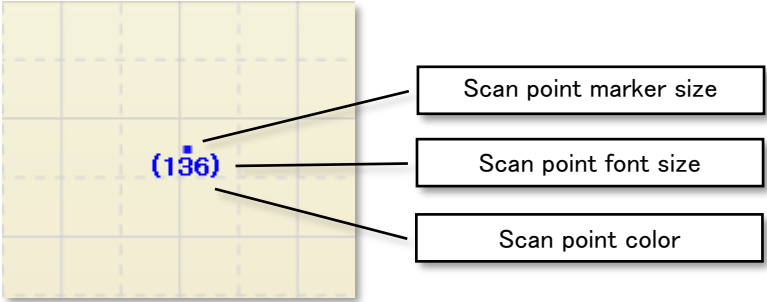 Scan point marker size
(136)
Scan point font size
Scan point color